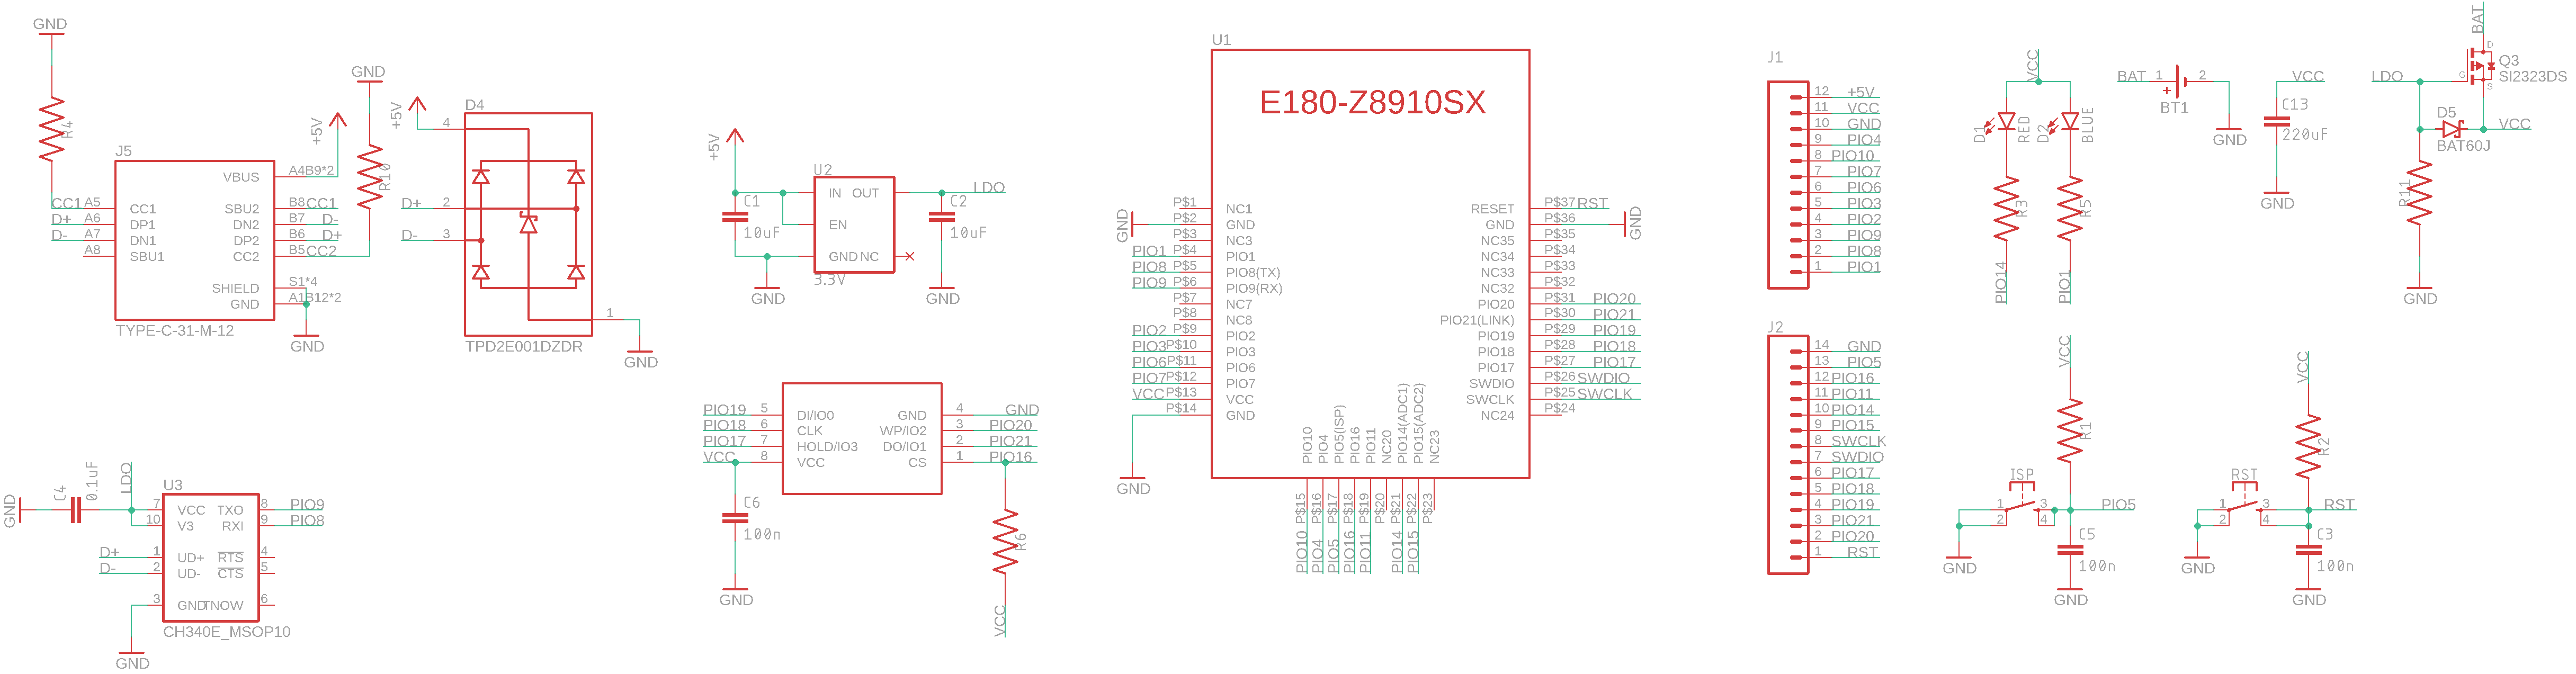 GND
R4
J5
CC1 A5
D+ A6
D- A7
A8
CC1
DP1
DN1
SBU1
VBUS
SBU2
DN2
DP2
CC2
SHIELD
GND
A4B9*2
B8 CC1
B7 D-
B6 D+
B5 CC2
S1*4
A1B12*2
TYPE-C-31-M-12
GND
+5V
GND
R10
+5V
D4
4
D+ 2
D- 3
1
TPD2E001DZDR
GND
+5V
U2
IN OUT
EN
GND NC
3.3V
C1
10uF
GND
LDO
C2
10uF
GND
PIO19 5
PIO18 6
PIO17 7
VCC 8
DI/IO0
CLK
HOLD/IO3
VCC
GND
WP/IO2
DO/IO1
CS
4 GND
3 PIO20
2 PIO21
1 PIO16
C6
100n
GND
R6
VCC
GND
C4
0.1uF
LDO
U3
7 VCC TXO 8 PIO9
10 V3 RXI 9 PIO8
D+ 1 UD+ RTS 4
D- 2 UD- CTS 5
3 GND TNOW 6
CH340E_MSOP10
GND
U1
E180-Z8910SX
GND
P$1 NC1
P$2 GND
P$3 NC3
PIO1 P$4 PIO1
PIO8 P$5 PIO8(TX)
PIO9 P$6 PIO9(RX)
P$7 NC7
P$8 NC8
PIO2 P$9 PIO2
PIO3 P$10 PIO3
PIO6 P$11 PIO6
PIO7 P$12 PIO7
VCC P$13 VCC
P$14 GND
GND
RESET P$37 RST
GND P$36 GND
NC35 P$35
NC34 P$34
NC33 P$33
NC32 P$32
PIO20 P$31 PIO20
PIO21(LINK) P$30 PIO21
PIO19 P$29 PIO19
PIO18 P$28 PIO18
PIO17 P$27 PIO17
SWDIO P$26 SWDIO
SWCLK P$25 SWCLK
NC24 P$24
PIO10 P$15 PIO10
PIO4 P$16 PIO4
PIO5 P$17 PIO5(ISP)
PIO16 P$18 PIO16
PIO11 P$19 PIO11
P$20 NC20
PIO14 P$21 PIO14(ADC1)
PIO15 P$22 PIO15(ADC2)
P$23 NC23
J1
12 +5V
11 VCC
10 GND
9 PIO4
8 PIO10
7 PIO7
6 PIO6
5 PIO3
4 PIO2
3 PIO9
2 PIO8
1 PIO1
J2
14 GND
13 PIO5
12 PIO16
11 PIO11
10 PIO14
9 PIO15
8 SWCLK
7 SWDIO
6 PIO17
5 PIO18
4 PIO19
3 PIO21
2 PIO20
1 RST
VCC
D1
RED
D2
BLUE
R3
R5
PIO14
PIO1
BAT 1 2
+
BT1
GND
VCC
C13
220uF
GND
BAT
D
G
S
Q3
SI2323DS
LDO
D5
BAT60J
VCC
R11
GND
VCC
R1
ISP
1 3
2 4
PIO5
C5
100n
GND
GND
VCC
R2
RST
1 3
2 4
RST
C3
100n
GND
GND